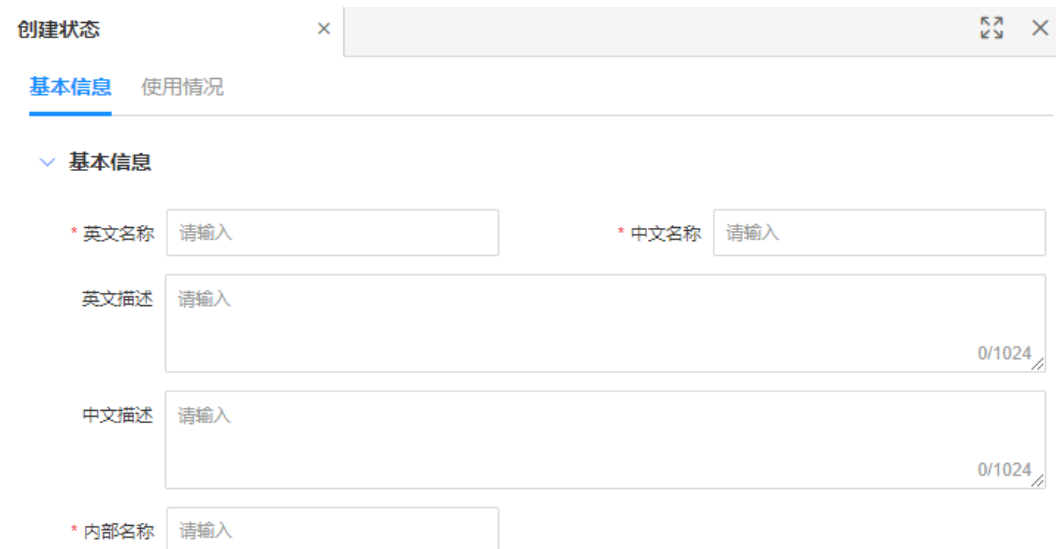 创建状态
基本信息 使用情况
基本信息
* 英文名称 请输入 * 中文名称 请输入
英文描述 请输入
0/1024
中文描述 请输入
0/1024
* 内部名称 请输入